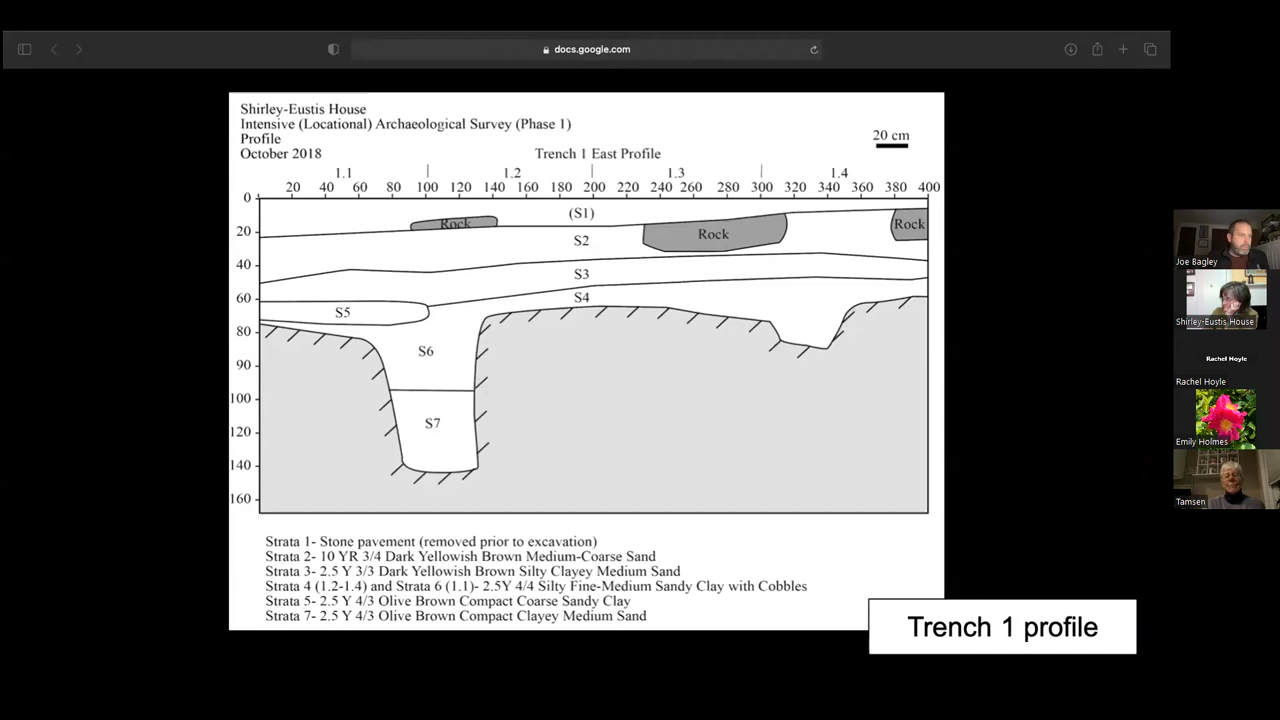 docs.google.com
Shirley-Eustis House
Intensive (Locational) Archaeological Survey (Phase 1)
Profile
October 2018
20 cm
Trench 1 East Profile
1.1 1.2 1.3 1.4
0 20 40 60 80 100 120 140 160 180 200 220 240 260 280 300 320 340 360 380 400
20
40
60
80
90
100
120
140
160
(S1)
Rock
Rock
Rock
S2
S3
S4
S5
S6
S7
Strata 1- Stone pavement (removed prior to excavation)
Strata 2- 10 YR 3/4 Dark Yellowish Brown Medium-Coarse Sand
Strata 3- 2.5 Y 3/3 Dark Yellowish Brown Silty Clayey Medium Sand
Strata 4 (1.2-1.4) and Strata 6 (1.1)- 2.5Y 4/4 Silty Fine-Medium Sandy Clay with Cobbles
Strata 5- 2.5 Y 4/3 Olive Brown Compact Coarse Sandy Clay
Strata 7- 2.5 Y 4/3 Olive Brown Compact Clayey Medium Sand
Trench 1 profile
Joe Bagley
Shirley-Eustis House
Rachel Hoyle
Rachel Hoyle
Emily Holmes
Tamsen